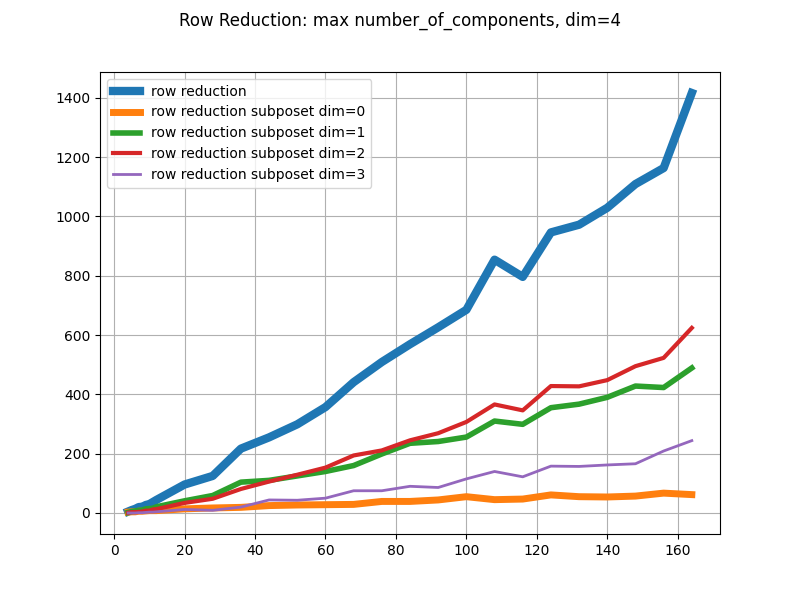 Row Reduction: max number_of_components, dim=4
row reduction
row reduction subposet dim=0
row reduction subposet dim=1
row reduction subposet dim=2
row reduction subposet dim=3
1400
1200
1000
800
600
400
200
0
0 20 40 60 80 100 120 140 160